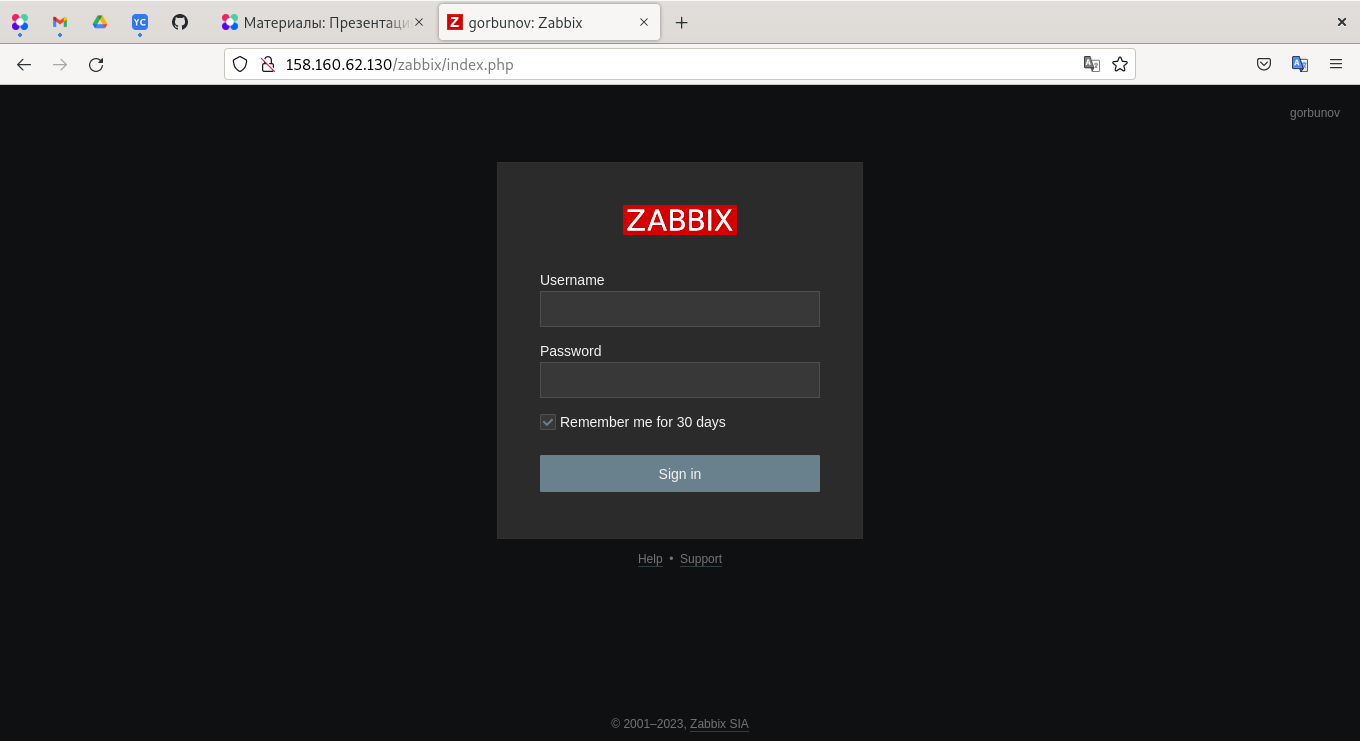 YC
Материалы: Презентаци
Z gorbunov: Zabbix
158.160.62.130/zabbix/index.php
gorbunov
ZABBIX
Username
Password
Remember me for 30 days
Sign in
Help • Support
© 2001–2023, Zabbix SIA